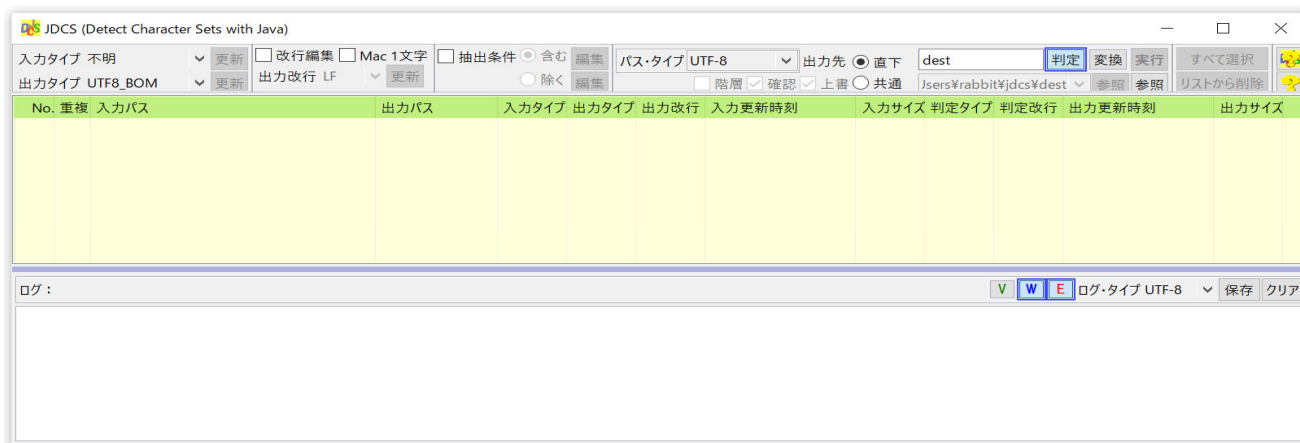 JDCS (Detect Character Sets with Java)
入力タイプ 不明 更新 改行編集 Mac 1文字 抽出条件 含む 編集 パス・タイプ UTF-8 出力先 直下 dest 判定 変換 実行 すべて選択
出力タイプ UTF8_BOM 更新 出力改行 LF 更新 除く 編集 階層 確認 上書 共通 Jsers¥rabbit¥jdcs¥dest 参照 参照 リストから削除
No. 重複 入力パス 出力パス 入力タイプ 出力タイプ 出力改行 入力更新時刻 入力サイズ 判定タイプ 判定改行 出力更新時刻 出力サイズ
ログ： V W E ログ・タイプ UTF-8 保存 クリア